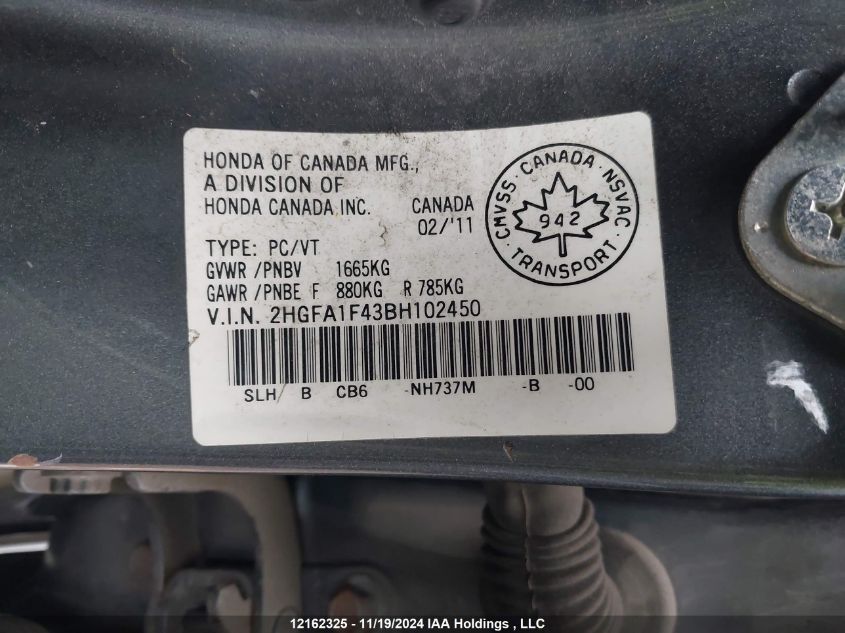 HONDA OF CANADA MFG.,
A DIVISION OF
HONDA CANADA INC.
CANADA
02/'11
TYPE: PC/VT
GVWR /PNBV 1665KG
GAWR /PNBE F 880KG R 785KG
V.I.N. 2HGFA1F43BH102450
SLH/ B CB6 -NH737M -B -00
CMVSS · CANADA · NSVAC
942
· TRANSPORT ·
12162325 - 11/19/2024 IAA Holdings , LLC